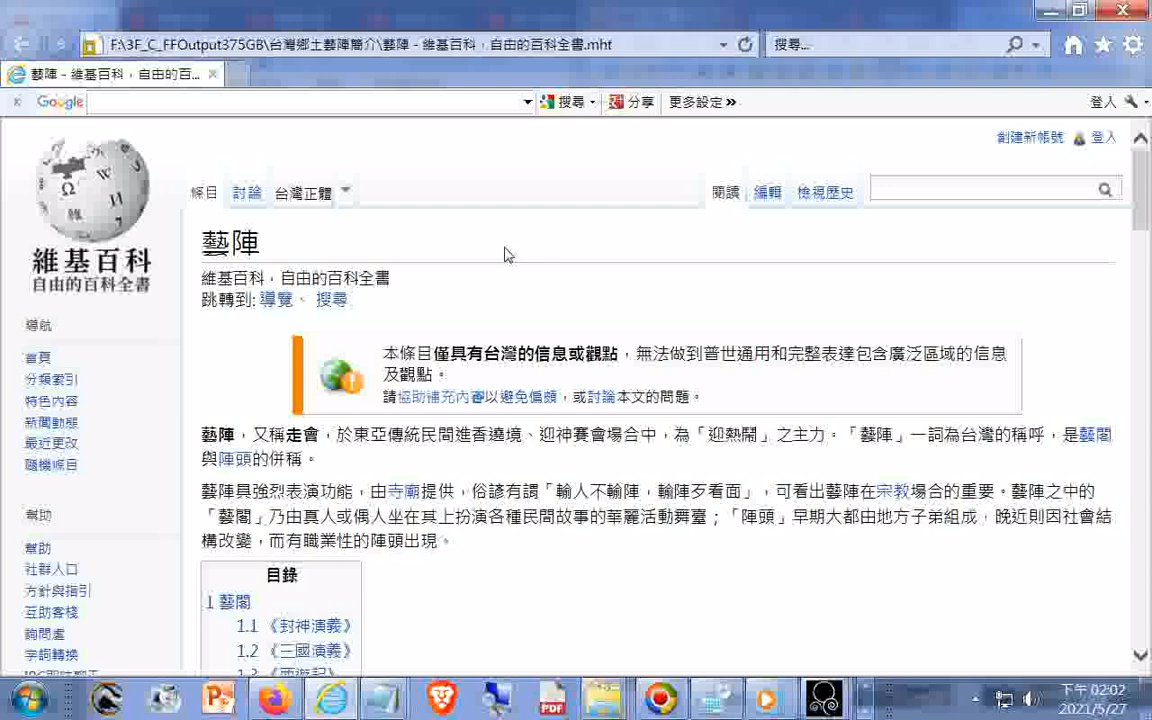 F:\3F_C_FFOutput375GB\台灣鄉土藝陣簡介\藝陣 - 維基百科，自由的百科全書.mht
搜尋...
藝陣 - 維基百科，自由的百...
Google
搜尋
分享
更多設定 »
登入
創建新帳號 登入
條目 討論 台灣正體
閱讀 編輯 檢視歷史
維基百科
自由的百科全書
藝陣
維基百科，自由的百科全書
跳轉到: 導覽、 搜尋
本條目僅具有台灣的信息或觀點，無法做到普世通用和完整表達包含廣泛區域的信息
及觀點。
請協助補充內容以避免偏頗，或討論本文的問題。
藝陣，又稱走會，於東亞傳統民間進香遶境、迎神賽會場合中，為「迎熱鬧」之主力。「藝陣」一詞為台灣的稱呼，是藝閣
與陣頭的併稱。
藝陣具強烈表演功能，由寺廟提供，俗諺有謂「輸人不輸陣，輸陣歹看面」，可看出藝陣在宗教場合的重要。藝陣之中的
「藝閣」乃由真人或偶人坐在其上扮演各種民間故事的華麗活動舞臺；「陣頭」早期大都由地方子弟組成，晚近則因社會結
構改變，而有職業性的陣頭出現。
目錄
1 藝閣
1.1 《封神演義》
1.2 《三國演義》
1.3 《西遊記》
導航
首頁
分類索引
特色內容
新聞動態
最近更改
隨機條目
幫助
幫助
社群入口
方針與指引
互助客棧
詢問處
字詞轉換
IRC即時聊天
PDF
下午 02:02
2021/5/27